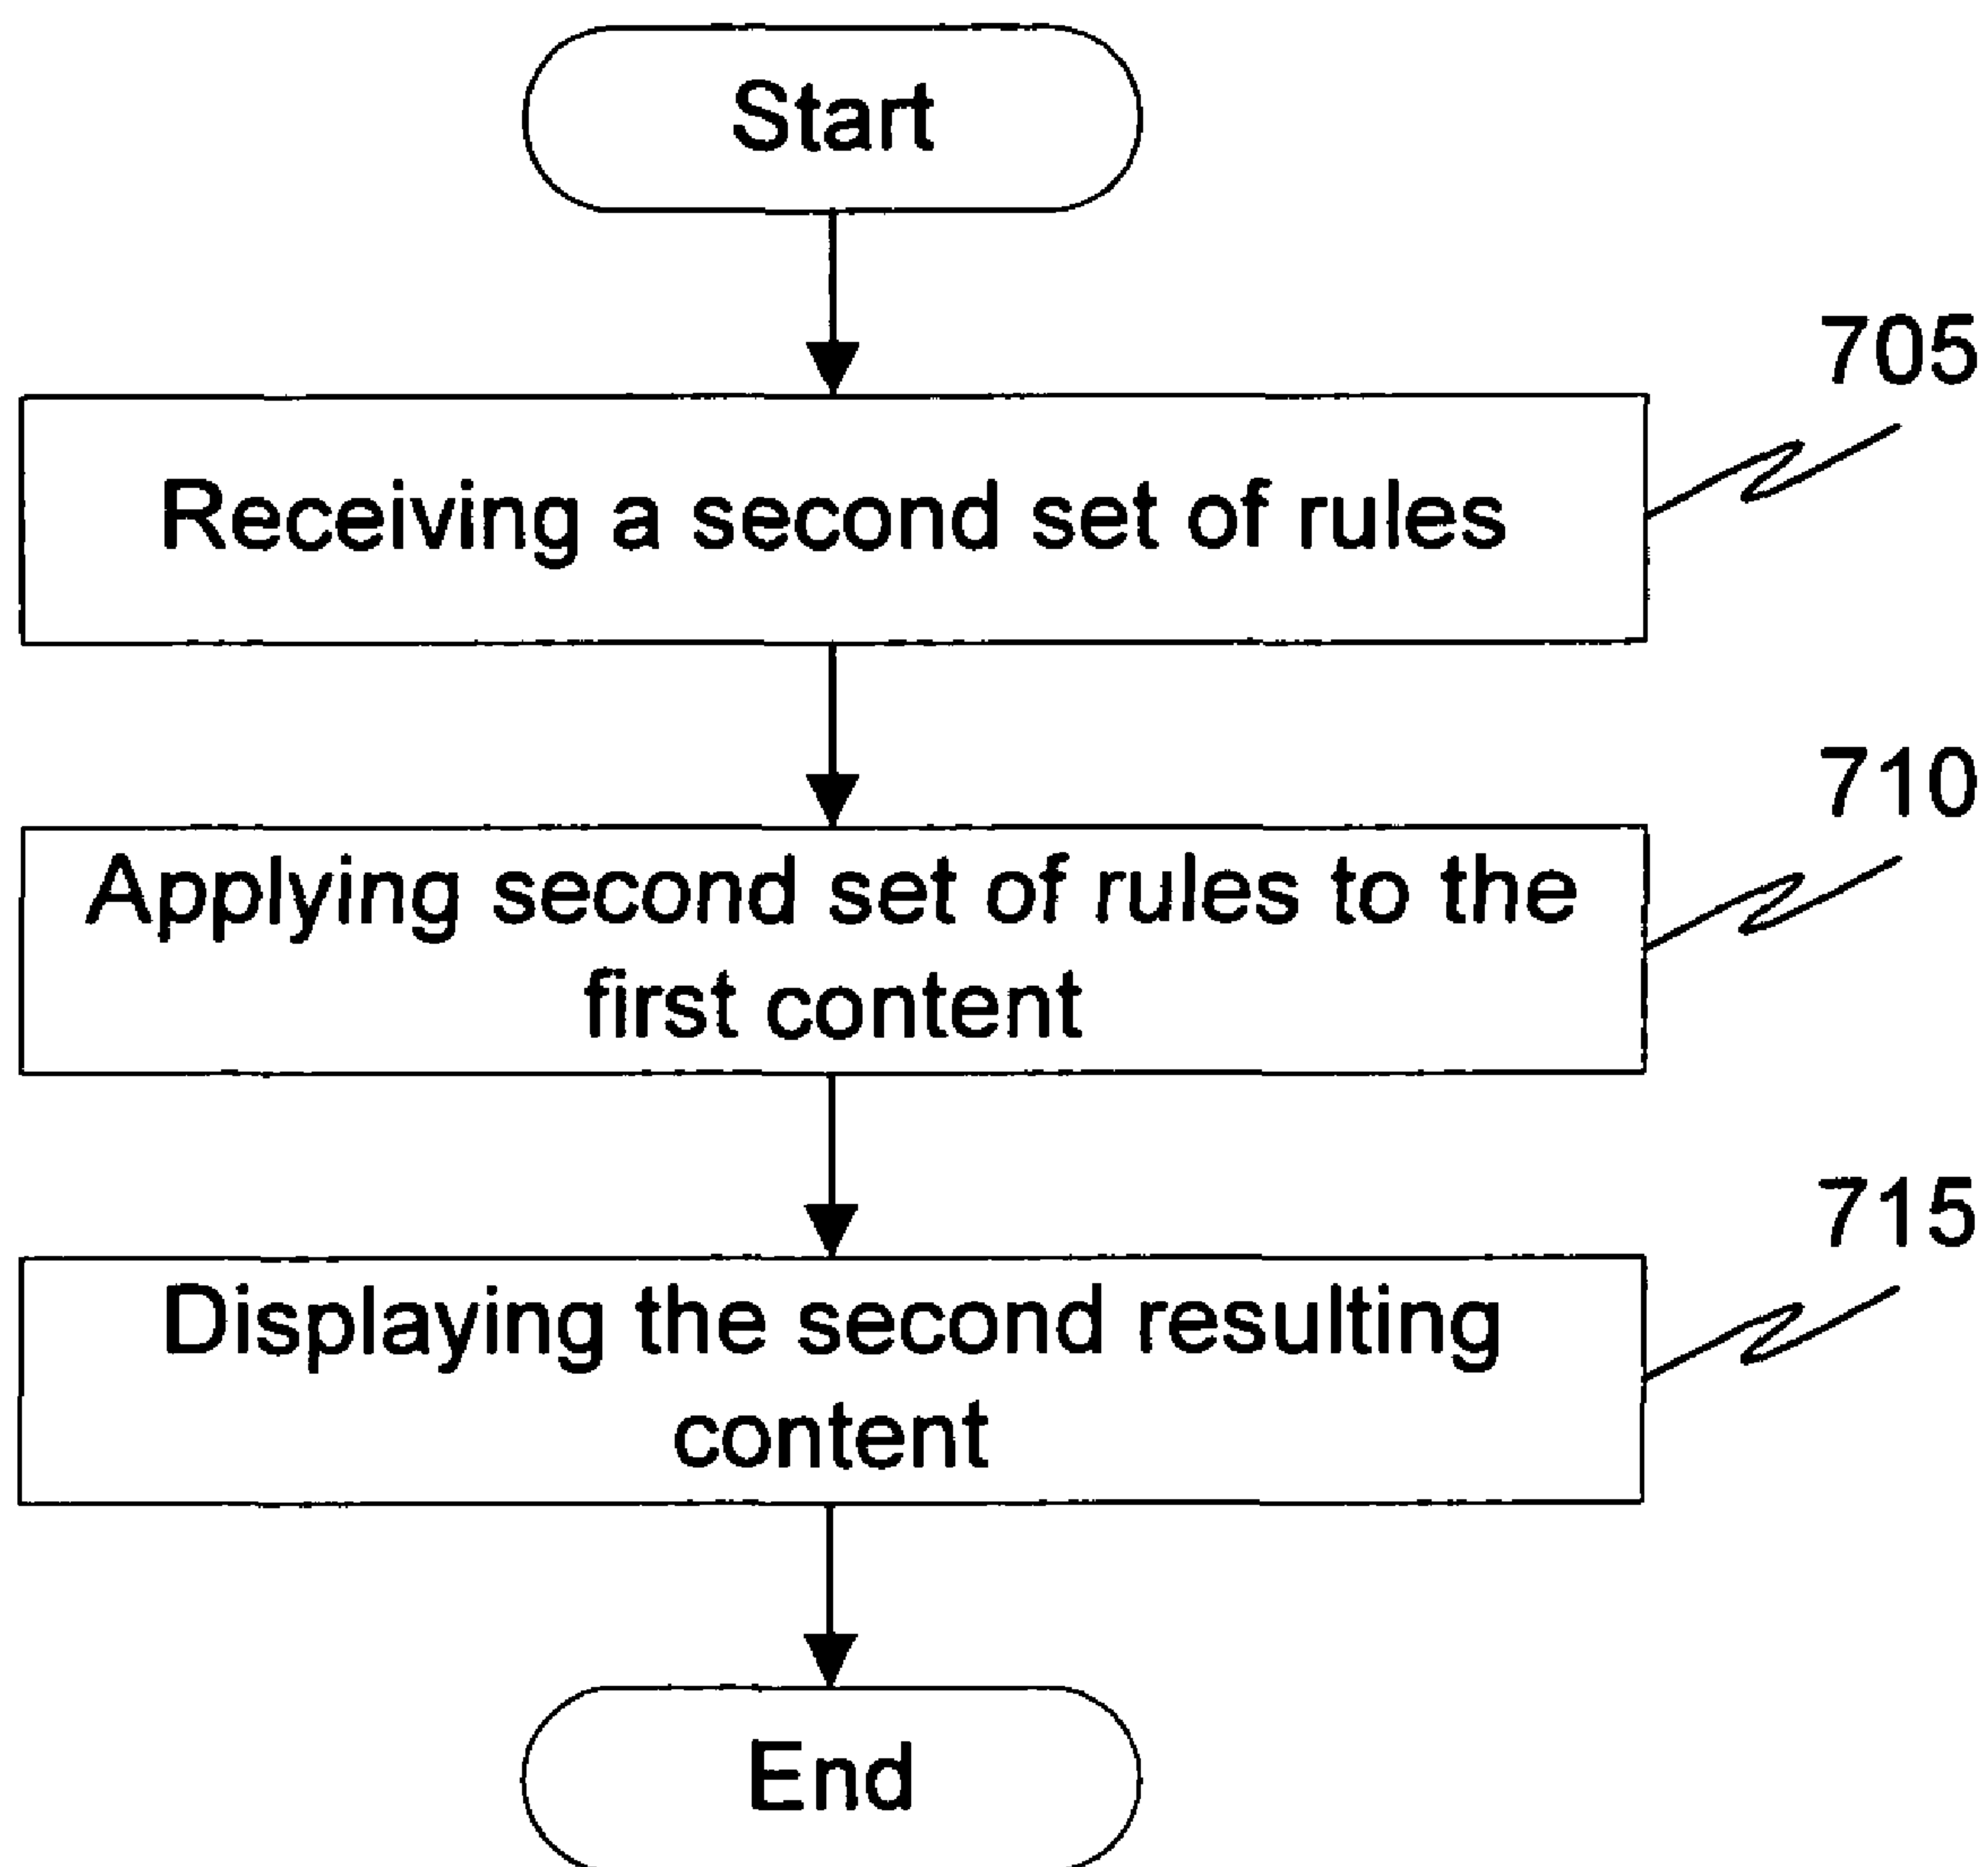 Start
705
Receiving a second set of rules
710
Applying second set of rules to the
first content
715
Displaying the second resulting
content
End